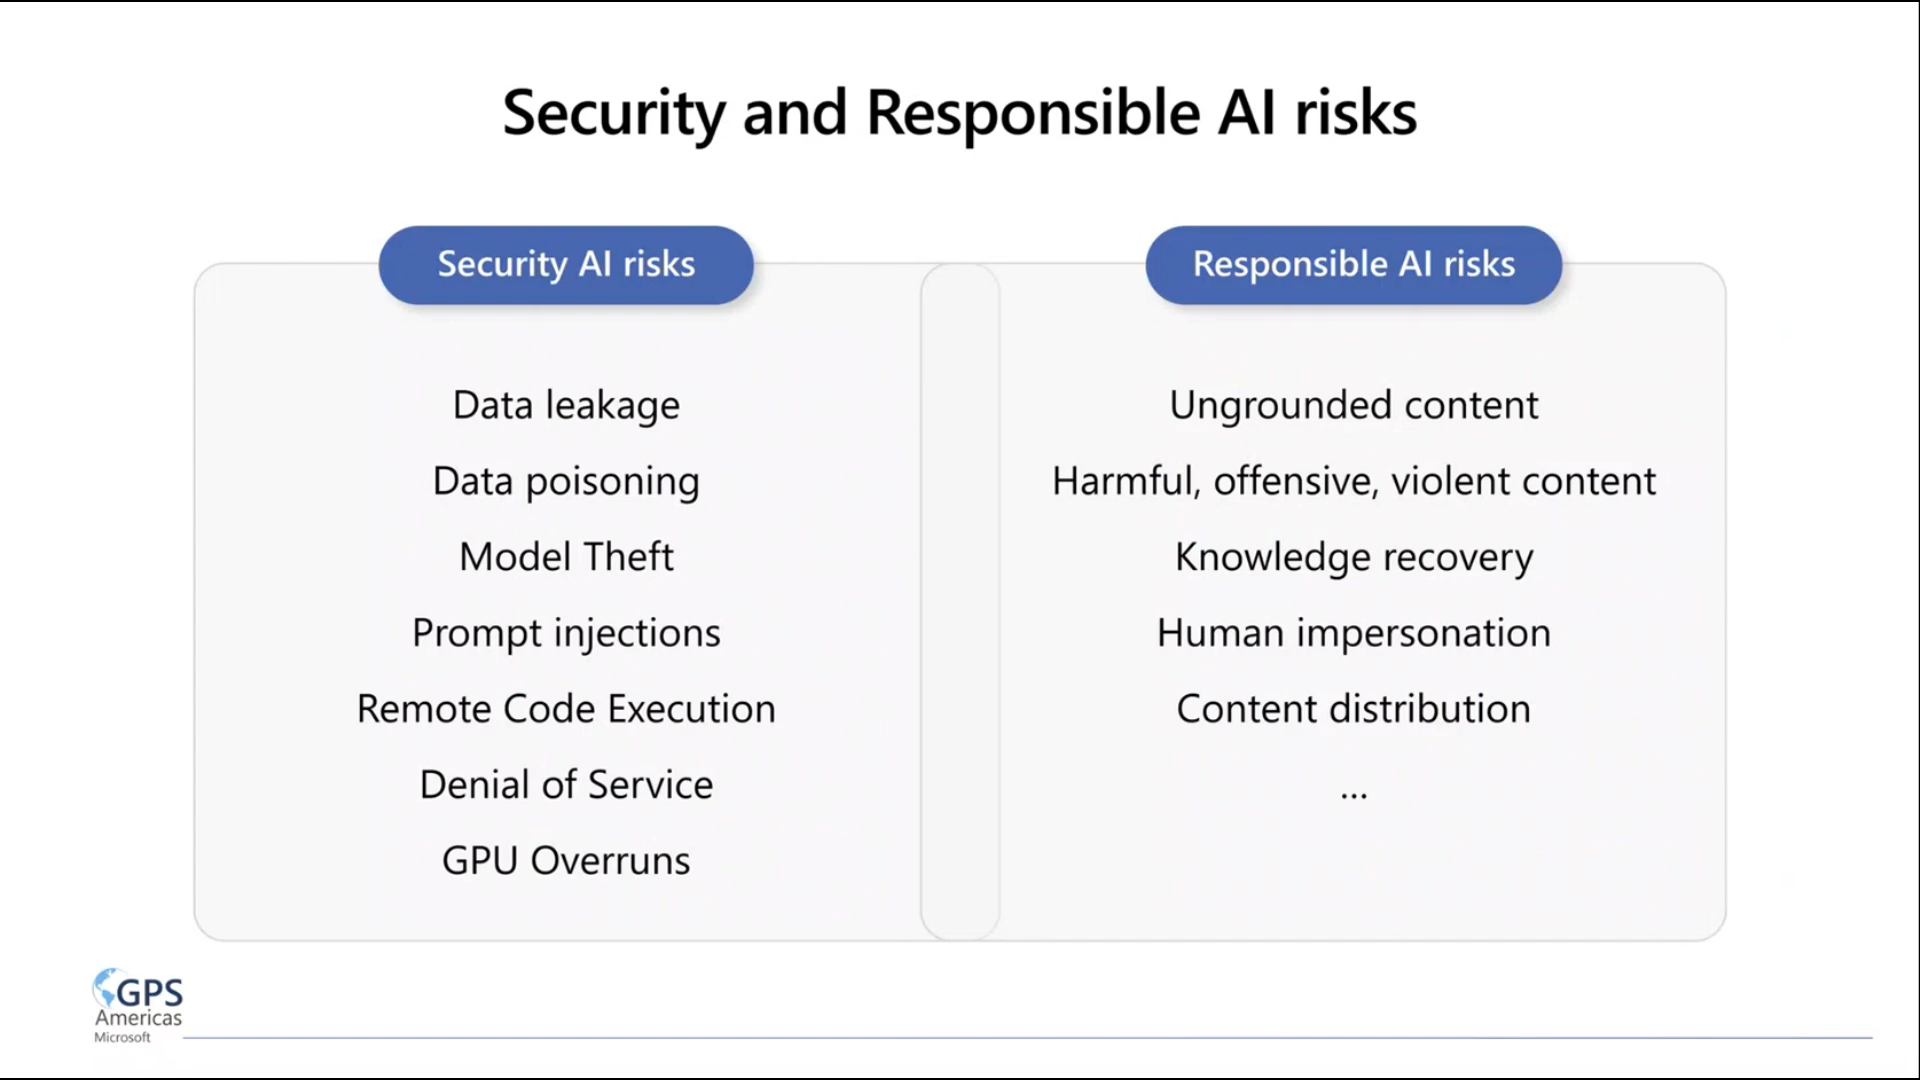 Security and Responsible AI risks
Security AI risks
Data leakage
Data poisoning
Model Theft
Prompt injections
Remote Code Execution
Denial of Service
GPU Overruns
Responsible AI risks
Ungrounded content
Harmful, offensive, violent content
Knowledge recovery
Human impersonation
Content distribution
...
GPS
Americas
Microsoft